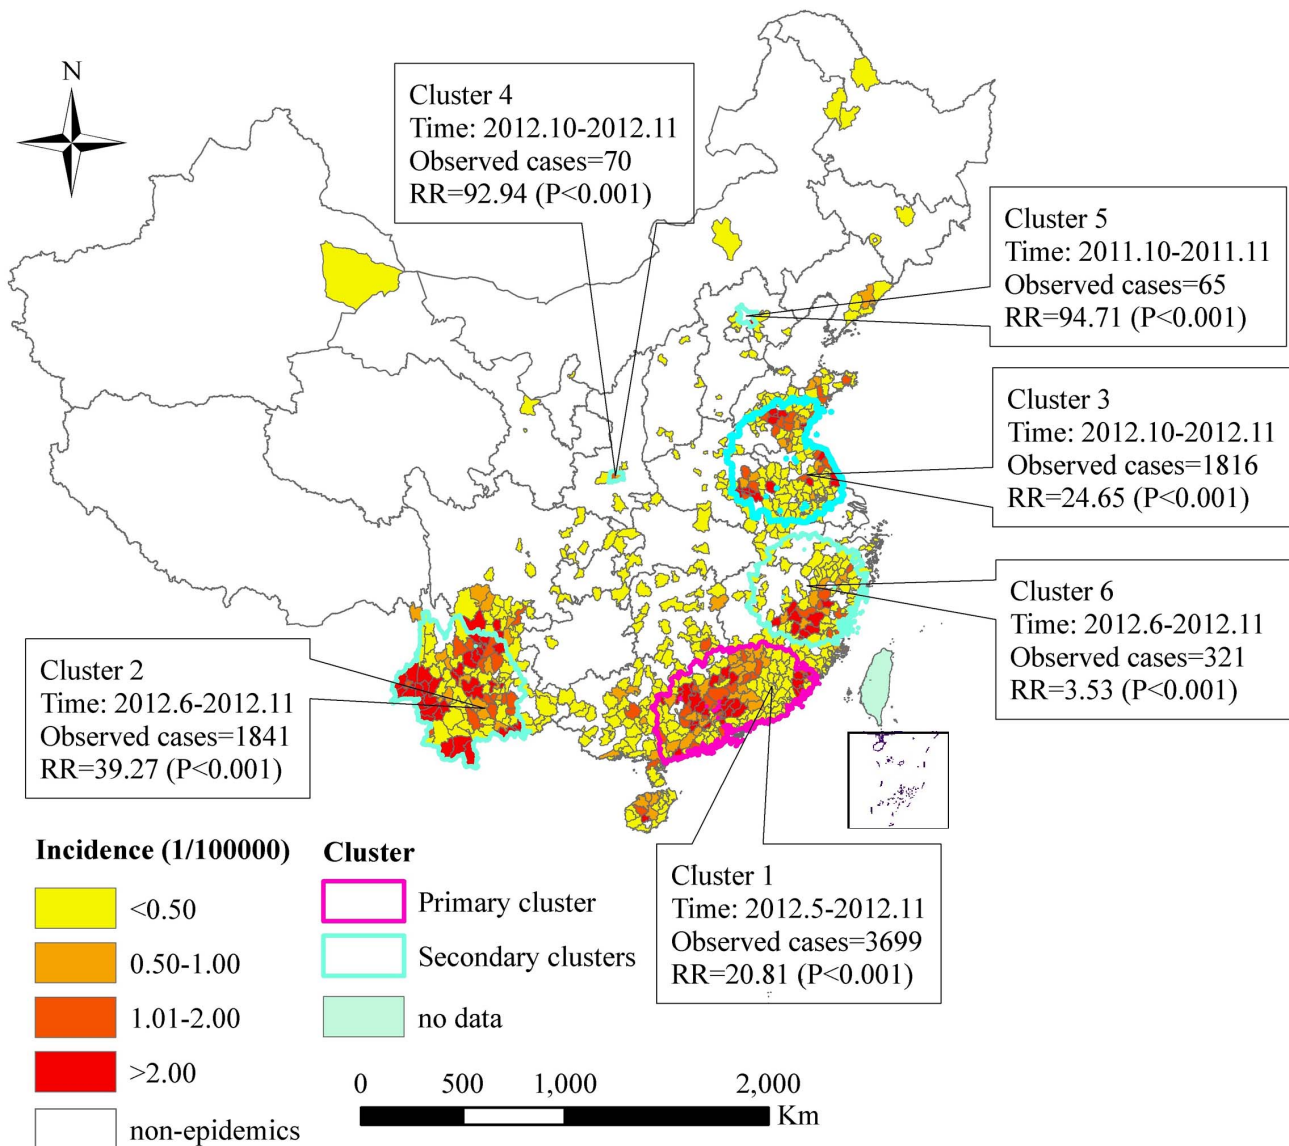 N
Cluster 4
Time: 2012.10-2012.11
Observed cases=70
RR=92.94 (P<0.001)
Cluster 5
Time: 2011.10-2011.11
Observed cases=65
RR=94.71 (P<0.001)
Cluster 3
Time: 2012.10-2012.11
Observed cases=1816
RR=24.65 (P<0.001)
Cluster 6
Time: 2012.6-2012.11
Observed cases=321
RR=3.53 (P<0.001)
Cluster 2
Time: 2012.6-2012.11
Observed cases=1841
RR=39.27 (P<0.001)
Cluster 1
Time: 2012.5-2012.11
Observed cases=3699
RR=20.81 (P<0.001)
Incidence (1/100000)
<0.50
0.50-1.00
1.01-2.00
>2.00
non-epidemics
Cluster
Primary cluster
Secondary clusters
no data
0 500 1,000 2,000
Km